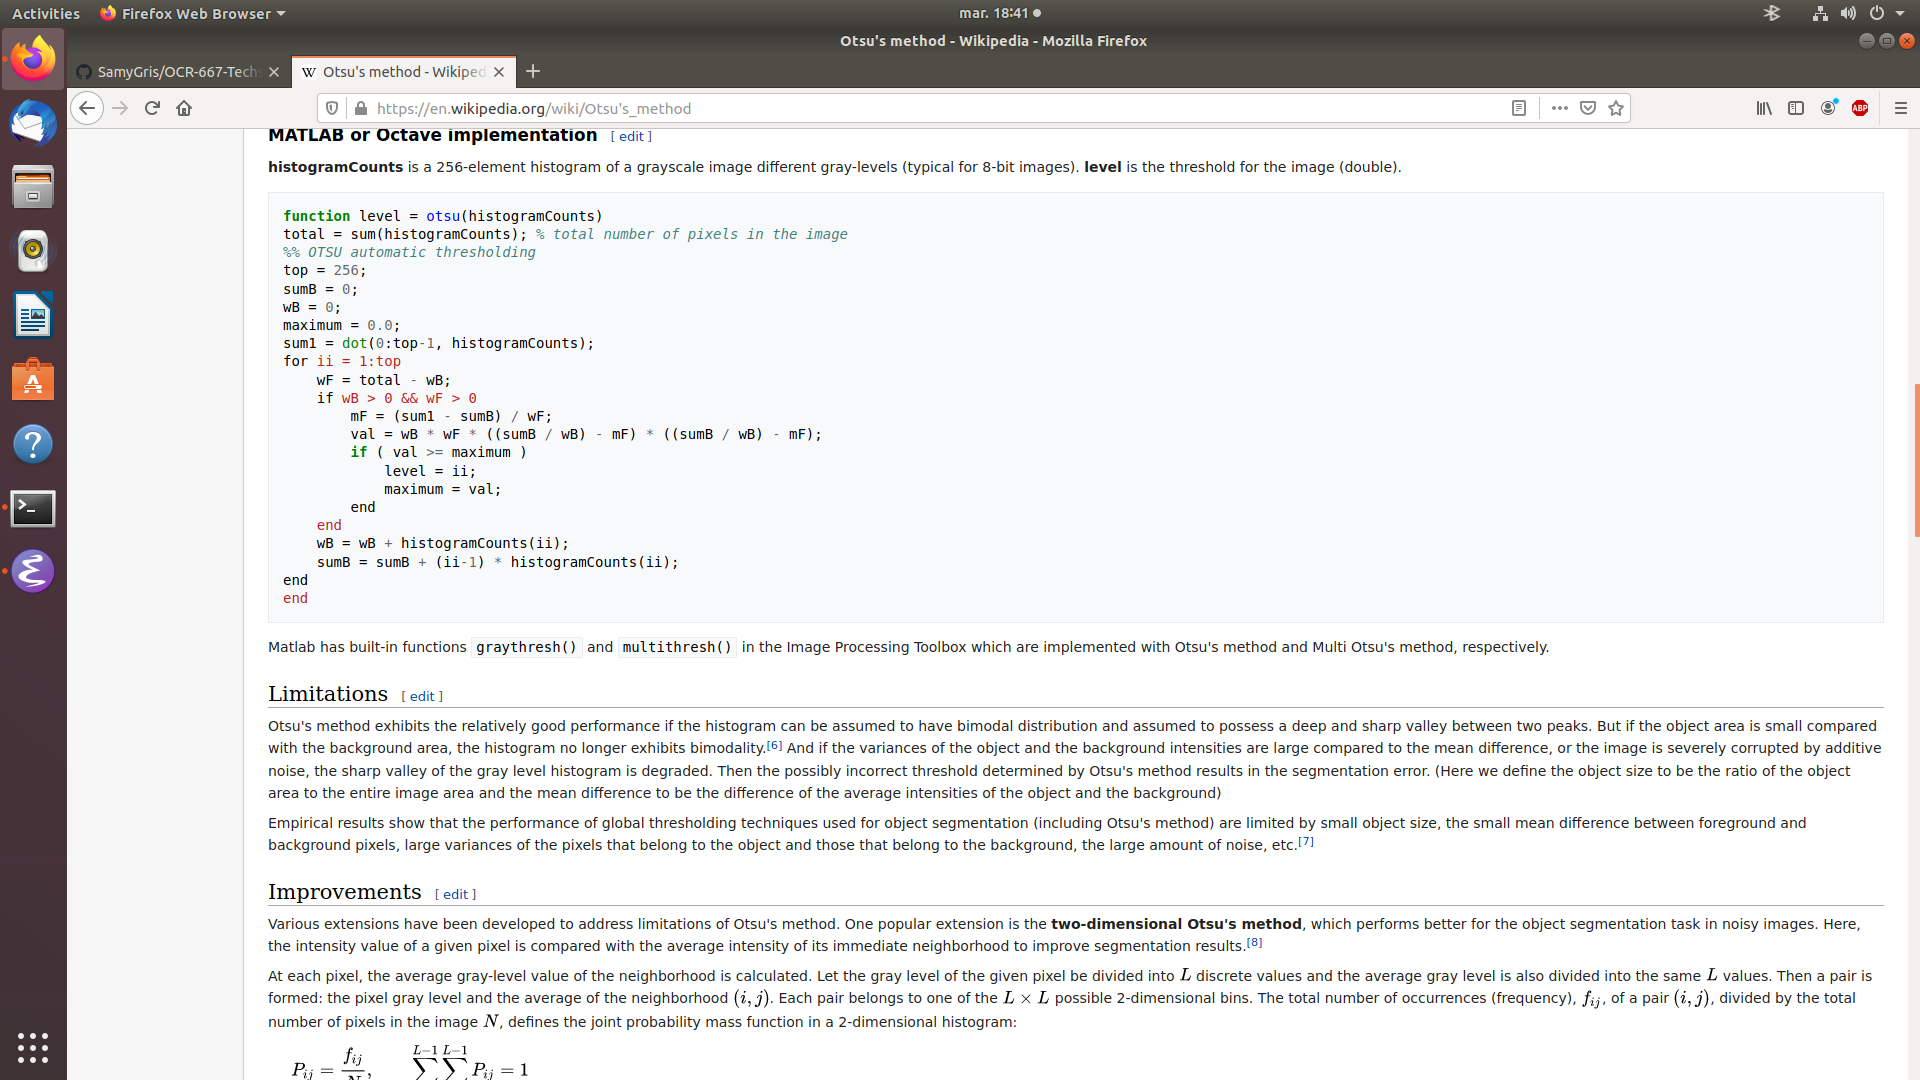 Activities Firefox Web Browser mar. 18:41
Otsu's method - Wikipedia - Mozilla Firefox
SamyGris/OCR-667-Techs Otsu's method - Wikiped
https://en.wikipedia.org/wiki/Otsu's_method ABP
MATLAB or Octave implementation [ edit ]
histogramCounts is a 256-element histogram of a grayscale image different gray-levels (typical for 8-bit images). level is the threshold for the image (double).
function level = otsu(histogramCounts)
total = sum(histogramCounts); % total number of pixels in the image
%% OTSU automatic thresholding
top = 256;
sumB = 0;
wB = 0;
maximum = 0.0;
sum1 = dot(0:top-1, histogramCounts);
for ii = 1:top
    wF = total - wB;
    if wB > 0 && wF > 0
        mF = (sum1 - sumB) / wF;
        val = wB * wF * ((sumB / wB) - mF) * ((sumB / wB) - mF);
        if ( val >= maximum )
            level = ii;
            maximum = val;
        end
    end
    wB = wB + histogramCounts(ii);
    sumB = sumB + (ii-1) * histogramCounts(ii);
end
end
Matlab has built-in functions graythresh() and multithresh() in the Image Processing Toolbox which are implemented with Otsu's method and Multi Otsu's method, respectively.
Limitations [ edit ]
Otsu's method exhibits the relatively good performance if the histogram can be assumed to have bimodal distribution and assumed to possess a deep and sharp valley between two peaks. But if the object area is small compared
with the background area, the histogram no longer exhibits bimodality.[6] And if the variances of the object and the background intensities are large compared to the mean difference, or the image is severely corrupted by additive
noise, the sharp valley of the gray level histogram is degraded. Then the possibly incorrect threshold determined by Otsu's method results in the segmentation error. (Here we define the object size to be the ratio of the object
area to the entire image area and the mean difference to be the difference of the average intensities of the object and the background)
Empirical results show that the performance of global thresholding techniques used for object segmentation (including Otsu's method) are limited by small object size, the small mean difference between foreground and
background pixels, large variances of the pixels that belong to the object and those that belong to the background, the large amount of noise, etc.[7]
Improvements [ edit ]
Various extensions have been developed to address limitations of Otsu's method. One popular extension is the two-dimensional Otsu's method, which performs better for the object segmentation task in noisy images. Here,
the intensity value of a given pixel is compared with the average intensity of its immediate neighborhood to improve segmentation results.[8]
At each pixel, the average gray-level value of the neighborhood is calculated. Let the gray level of the given pixel be divided into L discrete values and the average gray level is also divided into the same L values. Then a pair is
formed: the pixel gray level and the average of the neighborhood (i, j). Each pair belongs to one of the L × L possible 2-dimensional bins. The total number of occurrences (frequency), f_ij, of a pair (i, j), divided by the total
number of pixels in the image N, defines the joint probability mass function in a 2-dimensional histogram:
P_ij = f_ij / N, ∑^L−1 ∑^L−1 P_ij = 1